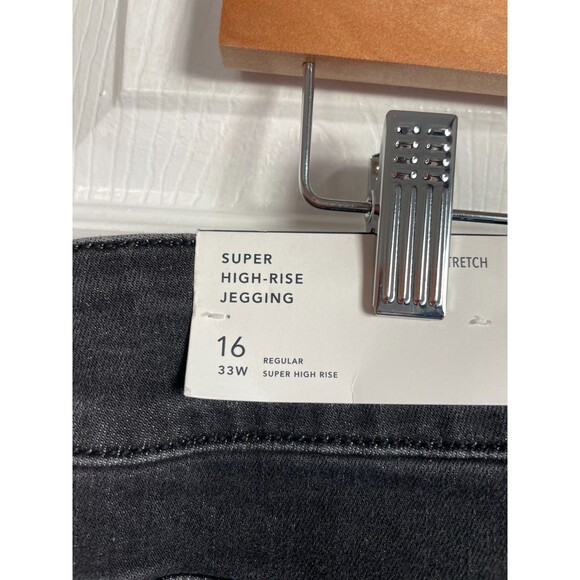 SUPER
HIGH-RISE
JEGGING
TRETCH
16
REGULAR
33W
SUPER HIGH RISE